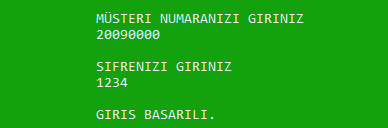 MÜSTERI NUMARANIZI GIRINIZ
20090000
SIFRENIZI GIRINIZ
1234
GIRIS BASARILI.